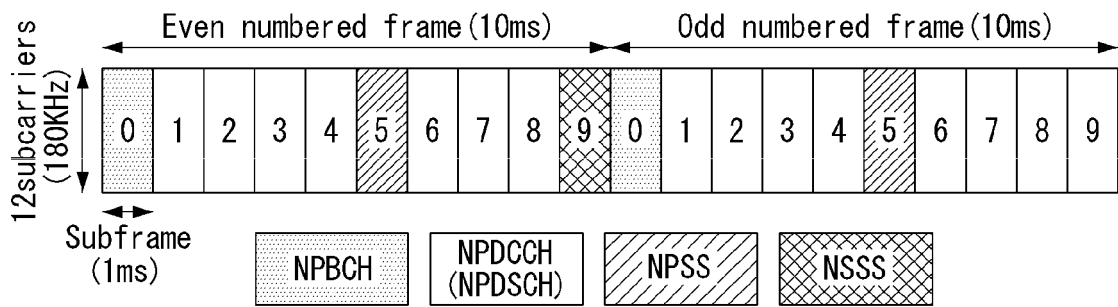 Even numbered frame(10ms) Odd numbered frame(10ms)
12subcarriers
(180KHz)
0 1 2 3 4 5 6 7 8 9 0 1 2 3 4 5 6 7 8 9
Subframe
(1ms)
NPBCH
NPDCCH
(NPDSCH)
NPSS
NSSS